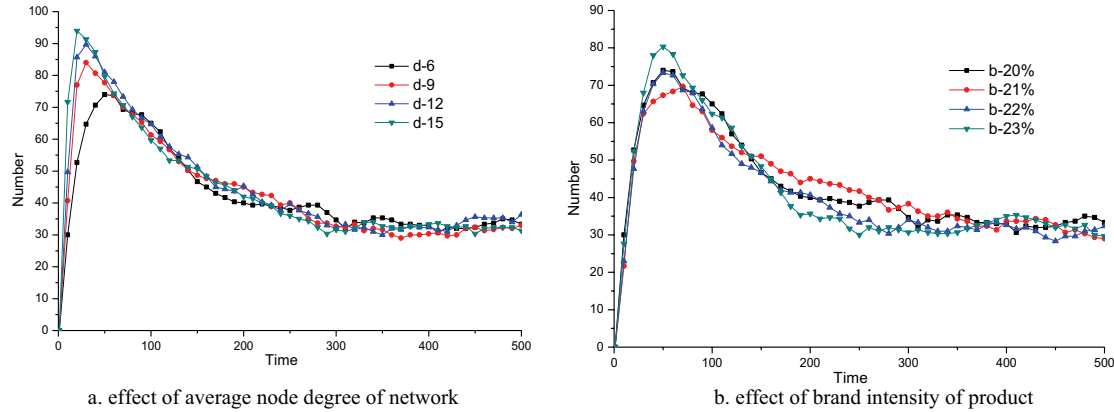 100
90
80
70
60
50
40
30
20
10
0
Number
0 100 200 300 400 500
Time
d-6
d-9
d-12
d-15
a. effect of average node degree of network
90
80
70
60
50
40
30
20
10
0
Number
0 100 200 300 400 500
Time
b-20%
b-21%
b-22%
b-23%
b. effect of brand intensity of product